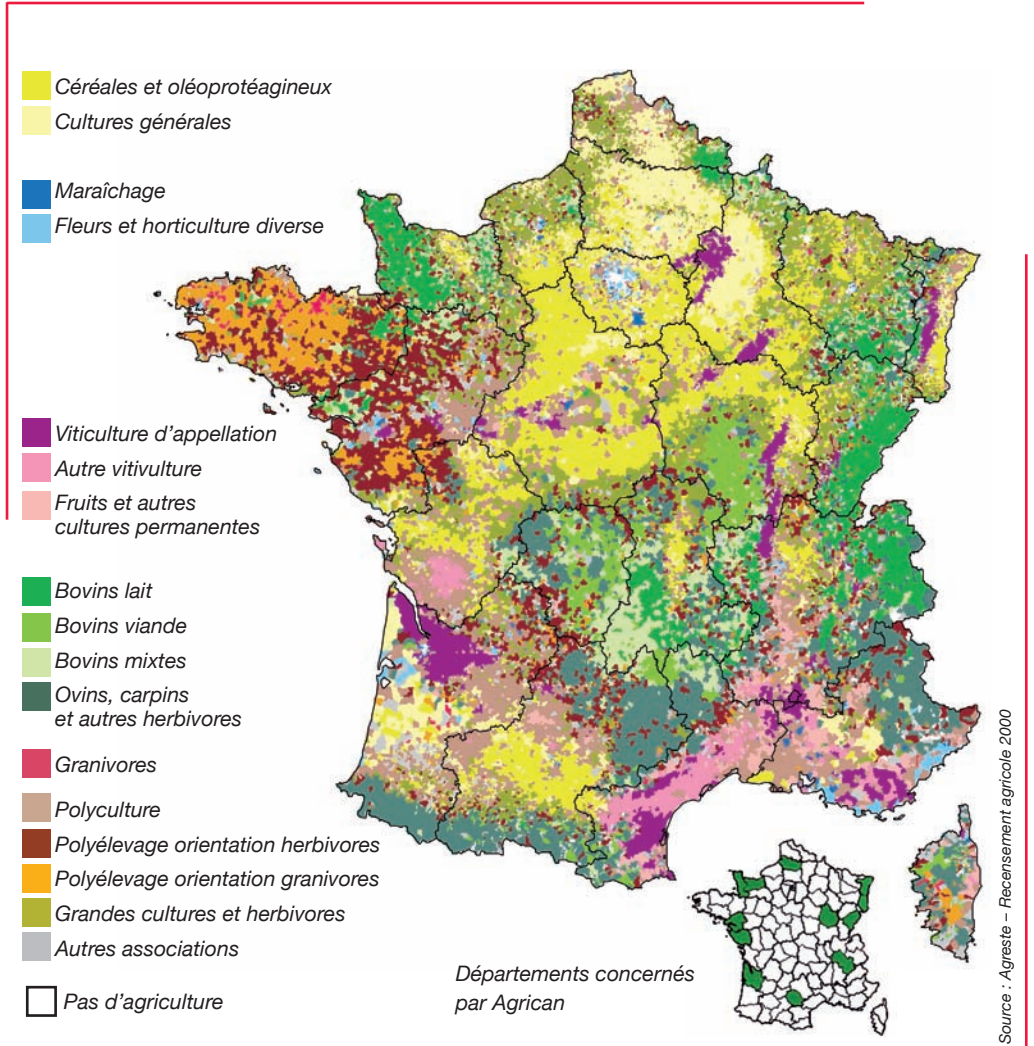 Céréales et oléoprotéagineux
Cultures générales
Maraîchage
Fleurs et horticulture diverse
Viticulture d'appellation
Autre vitivulture
Fruits et autres
cultures permanentes
Bovins lait
Bovins viande
Bovins mixtes
Ovins, carpins
et autres herbivores
Granivores
Polyculture
Polyélevage orientation herbivores
Polyélevage orientation granivores
Grandes cultures et herbivores
Autres associations
Pas d'agriculture
Départements concernés
par Agrican
Source : Agreste – Recensement agricole 2000